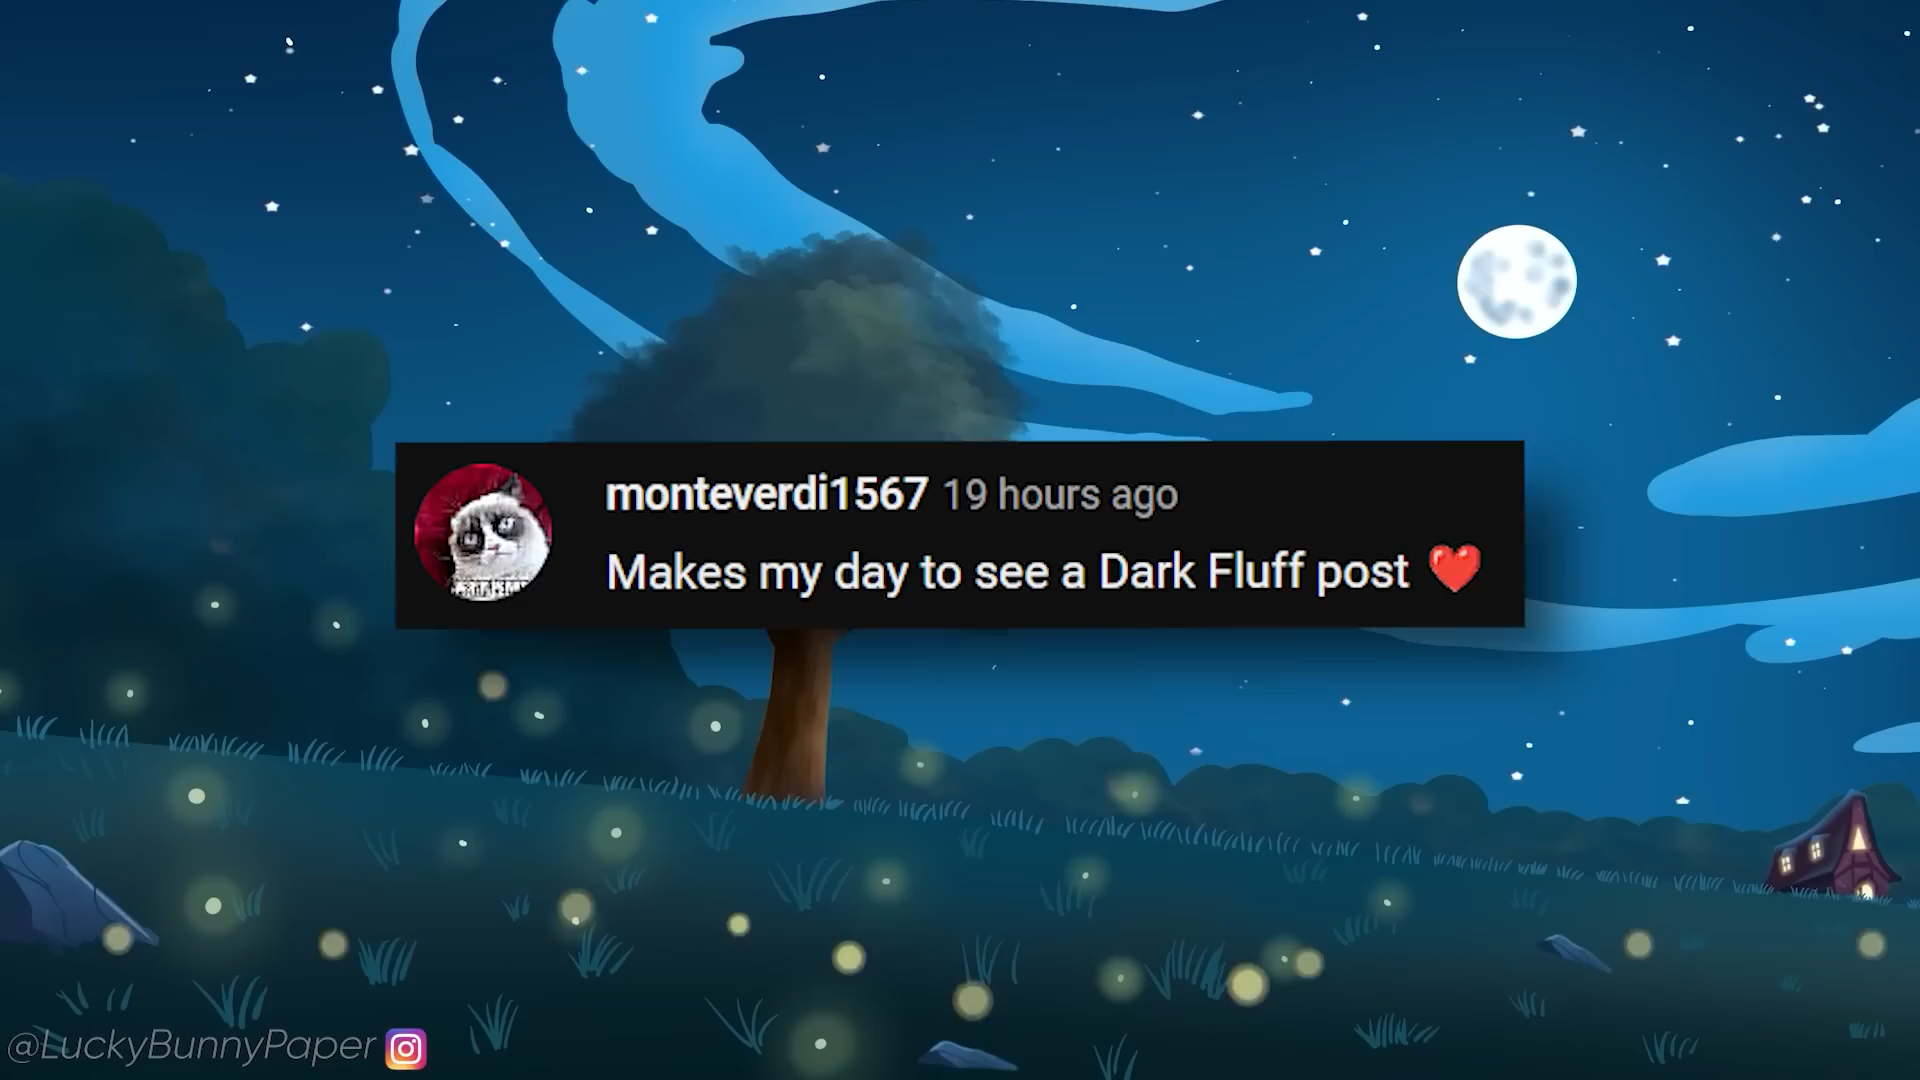 monteverdi1567 19 hours ago
Makes my day to see a Dark Fluff post ❤️
@LuckyBunnyPaper